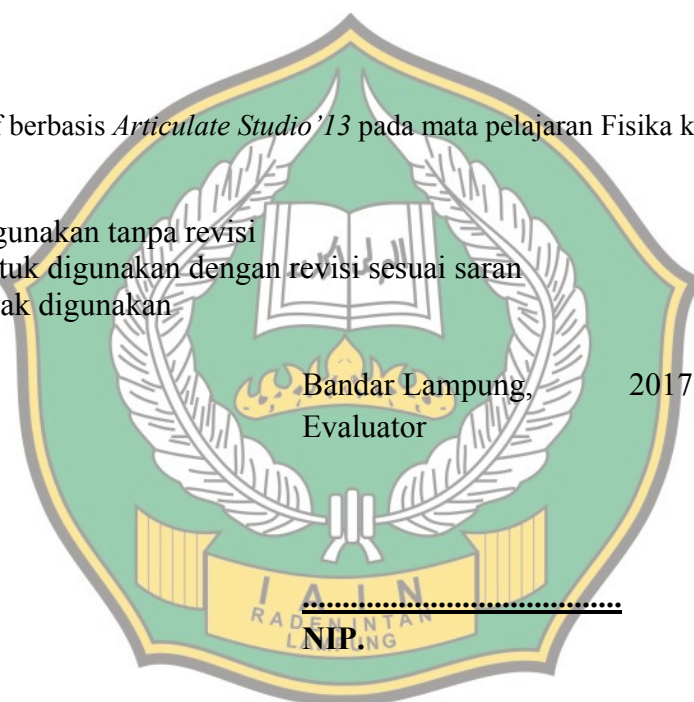 f berbasis Articulate Studio'13 pada mata pelajaran Fisika k
gunakan tanpa revisi
tuk digunakan dengan revisi sesuai saran
ak digunakan
Bandar Lampung, 2017
Evaluator
........................................
NIP.
I A I N
RADEN INTAN
LAMPUNG